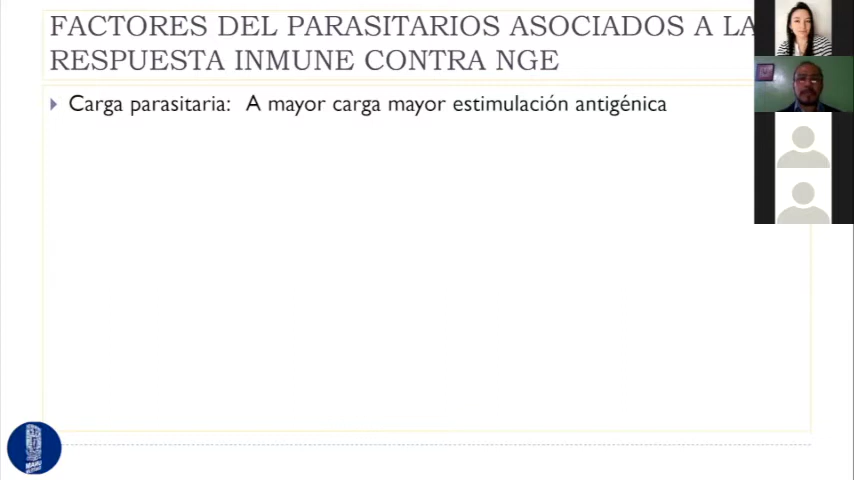 FACTORES DEL PARASITARIOS ASOCIADOS A LA
RESPUESTA INMUNE CONTRA NGE
Carga parasitaria: A mayor carga mayor estimulación antigénica